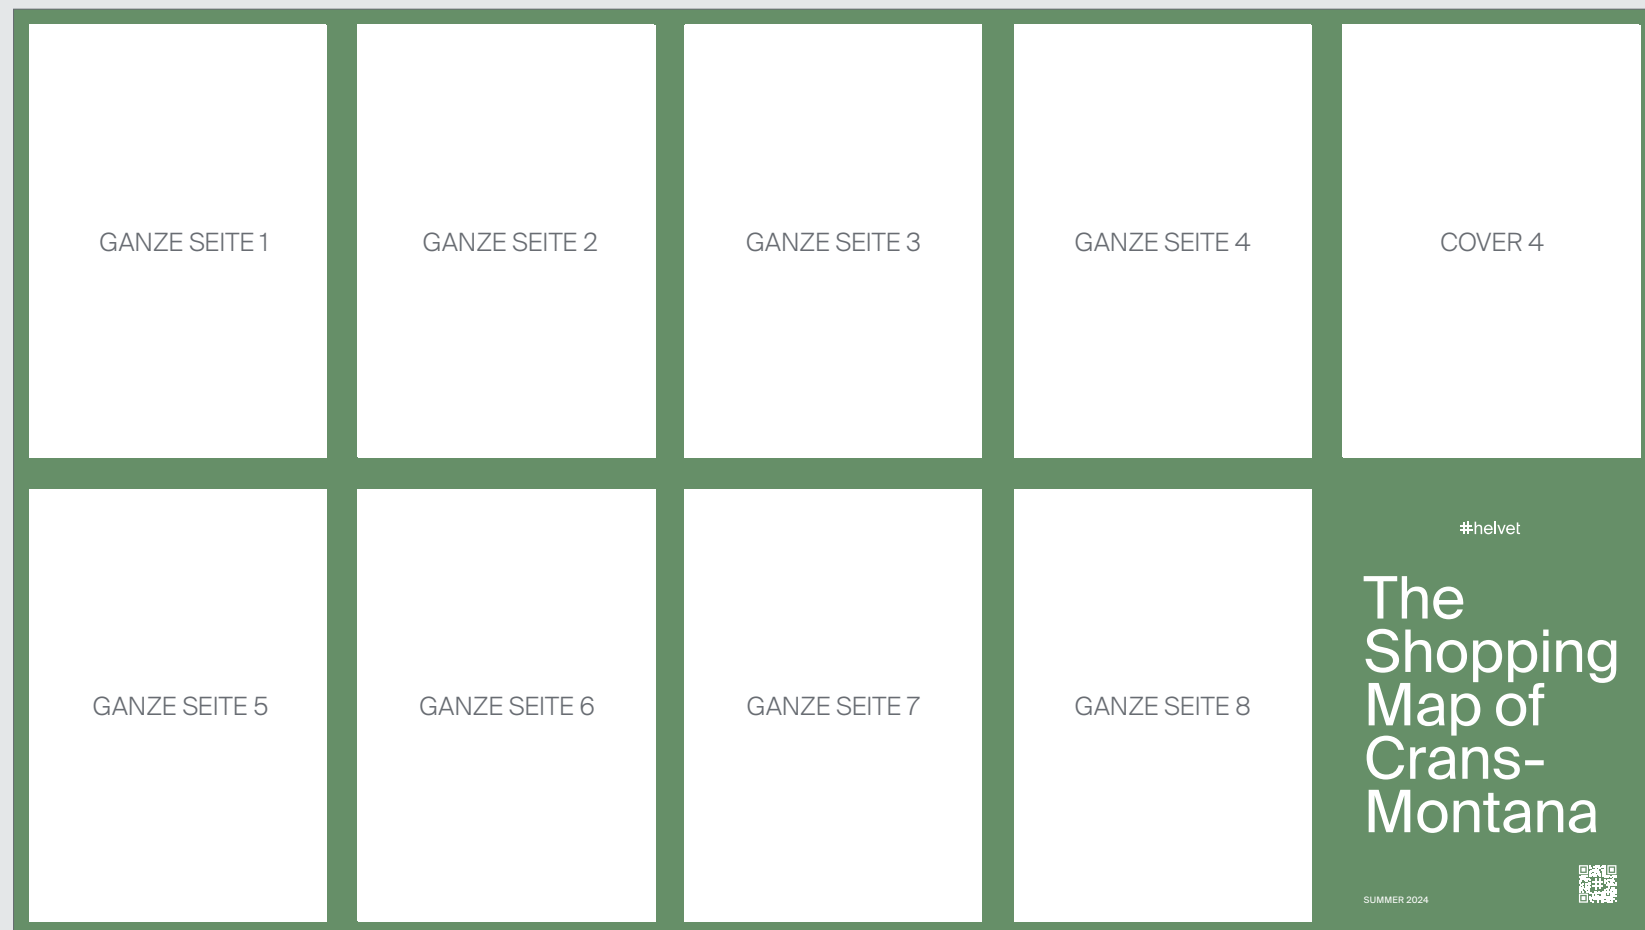 GANZE SEITE 1
GANZE SEITE 2
GANZE SEITE 3
GANZE SEITE 4
COVER 4
GANZE SEITE 5
GANZE SEITE 6
GANZE SEITE 7
GANZE SEITE 8
#helvet
The
Shopping
Map of
Crans-
Montana
SUMMER 2024